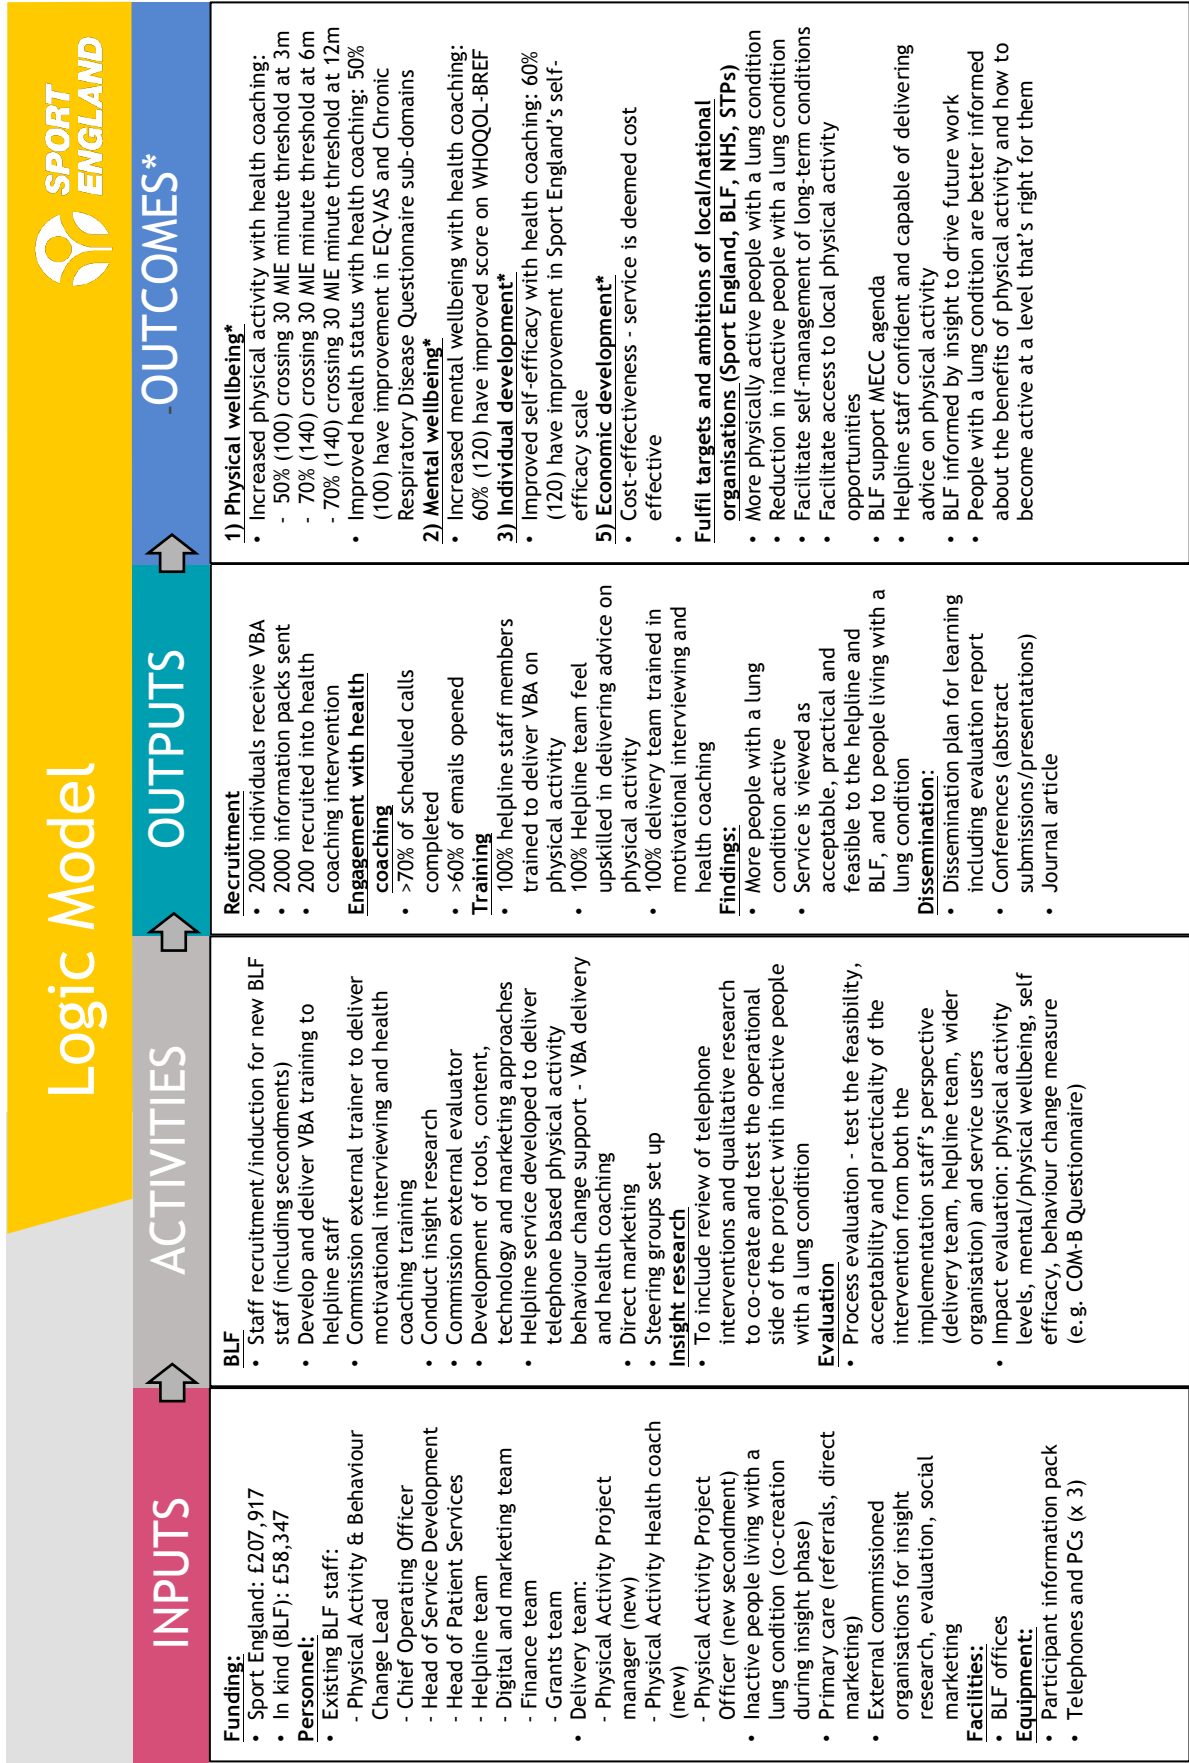 Logic Model
SPORT
ENGLAND
INPUTS
Funding:
• Sport England: £207,917
• In kind (BLF): £58,347
Personnel:
• Existing BLF staff:
- Physical Activity & Behaviour
Change Lead
- Chief Operating Officer
- Head of Service Development
- Head of Patient Services
- Helpline team
- Digital and marketing team
- Finance team
- Grants team
• Delivery team:
- Physical Activity Project
manager (new)
- Physical Activity Health coach
(new)
- Physical Activity Project
Officer (new secondment)
• Inactive people living with a
lung condition (co-creation
during insight phase)
• Primary care (referrals, direct
marketing)
• External commissioned
organisations for insight
research, evaluation, social
marketing
Facilities:
• BLF offices
Equipment:
• Participant information pack
• Telephones and PCs (x 3)
ACTIVITIES
BLF
• Staff recruitment/induction for new BLF
staff (including secondments)
• Develop and deliver VBA training to
helpline staff
• Commission external trainer to deliver
motivational interviewing and health
coaching training
• Conduct insight research
• Commission external evaluator
• Development of tools, content,
technology and marketing approaches
• Helpline service developed to deliver
telephone based physical activity
behaviour change support - VBA delivery
and health coaching
• Direct marketing
• Steering groups set up
Insight research
• To include review of telephone
interventions and qualitative research
to co-create and test the operational
side of the project with inactive people
with a lung condition
Evaluation
• Process evaluation - test the feasibility,
acceptability and practicality of the
intervention from both the
implementation staff's perspective
(delivery team, helpline team, wider
organisation) and service users
• Impact evaluation: physical activity
levels, mental/physical wellbeing, self
efficacy, behaviour change measure
(e.g. COM-B Questionnaire)
OUTPUTS
Recruitment
• 2000 individuals receive VBA
• 2000 information packs sent
• 200 recruited into health
coaching intervention
Engagement with health
coaching
• >70% of scheduled calls
completed
• >60% of emails opened
Training
• 100% helpline staff members
trained to deliver VBA on
physical activity
• 100% Helpline team feel
upskilled in delivering advice on
physical activity
• 100% delivery team trained in
motivational interviewing and
health coaching
Findings:
• More people with a lung
condition active
• Service is viewed as
acceptable, practical and
feasible to the helpline and
BLF, and to people living with a
lung condition
Dissemination:
• Dissemination plan for learning
including evaluation report
• Conferences (abstract
submissions/presentations)
• Journal article
-OUTCOMES*
1) Physical wellbeing*
• Increased physical activity with health coaching:
- 50% (100) crossing 30 MIE minute threshold at 3m
- 70% (140) crossing 30 MIE minute threshold at 6m
- 70% (140) crossing 30 MIE minute threshold at 12m
• Improved health status with health coaching: 50%
(100) have improvement in EQ-VAS and Chronic
Respiratory Disease Questionnaire sub-domains
2) Mental wellbeing*
• Increased mental wellbeing with health coaching:
60% (120) have improved score on WHOQOL-BREF
3) Individual development*
• Improved self-efficacy with health coaching: 60%
(120) have improvement in Sport England's self-
efficacy scale
5) Economic development*
• Cost-effectiveness - service is deemed cost
effective
•
Fulfil targets and ambitions of local/national
organisations (Sport England, BLF, NHS, STPs)
• More physically active people with a lung condition
• Reduction in inactive people with a lung condition
• Facilitate self-management of long-term conditions
• Facilitate access to local physical activity
opportunities
• BLF support MECC agenda
• Helpline staff confident and capable of delivering
advice on physical activity
• BLF informed by insight to drive future work
• People with a lung condition are better informed
about the benefits of physical activity and how to
become active at a level that's right for them